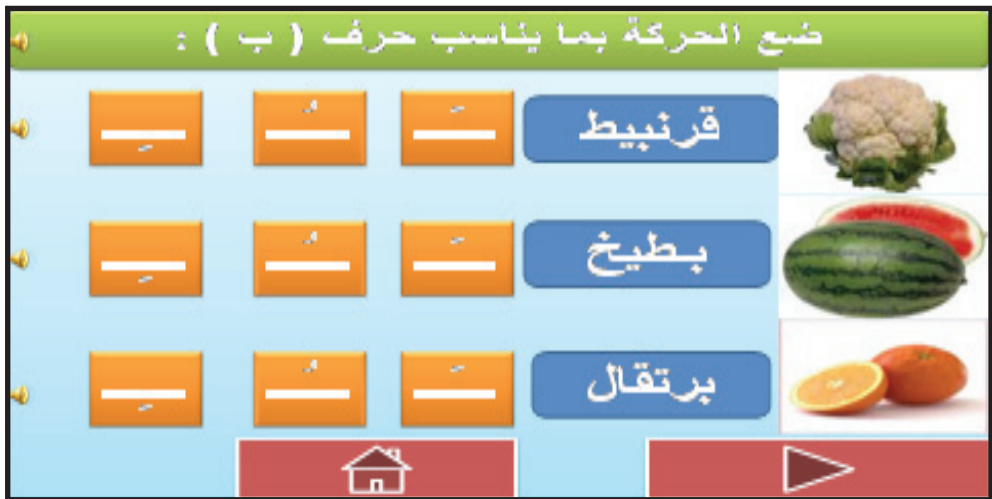 ضع الحركة بما يناسب حرف ( ب ) :
قرنبيط
ـَ ـُ ـِ
بطيخ
ـَ ـُ ـِ
برتقال
ـَ ـُ ـِ